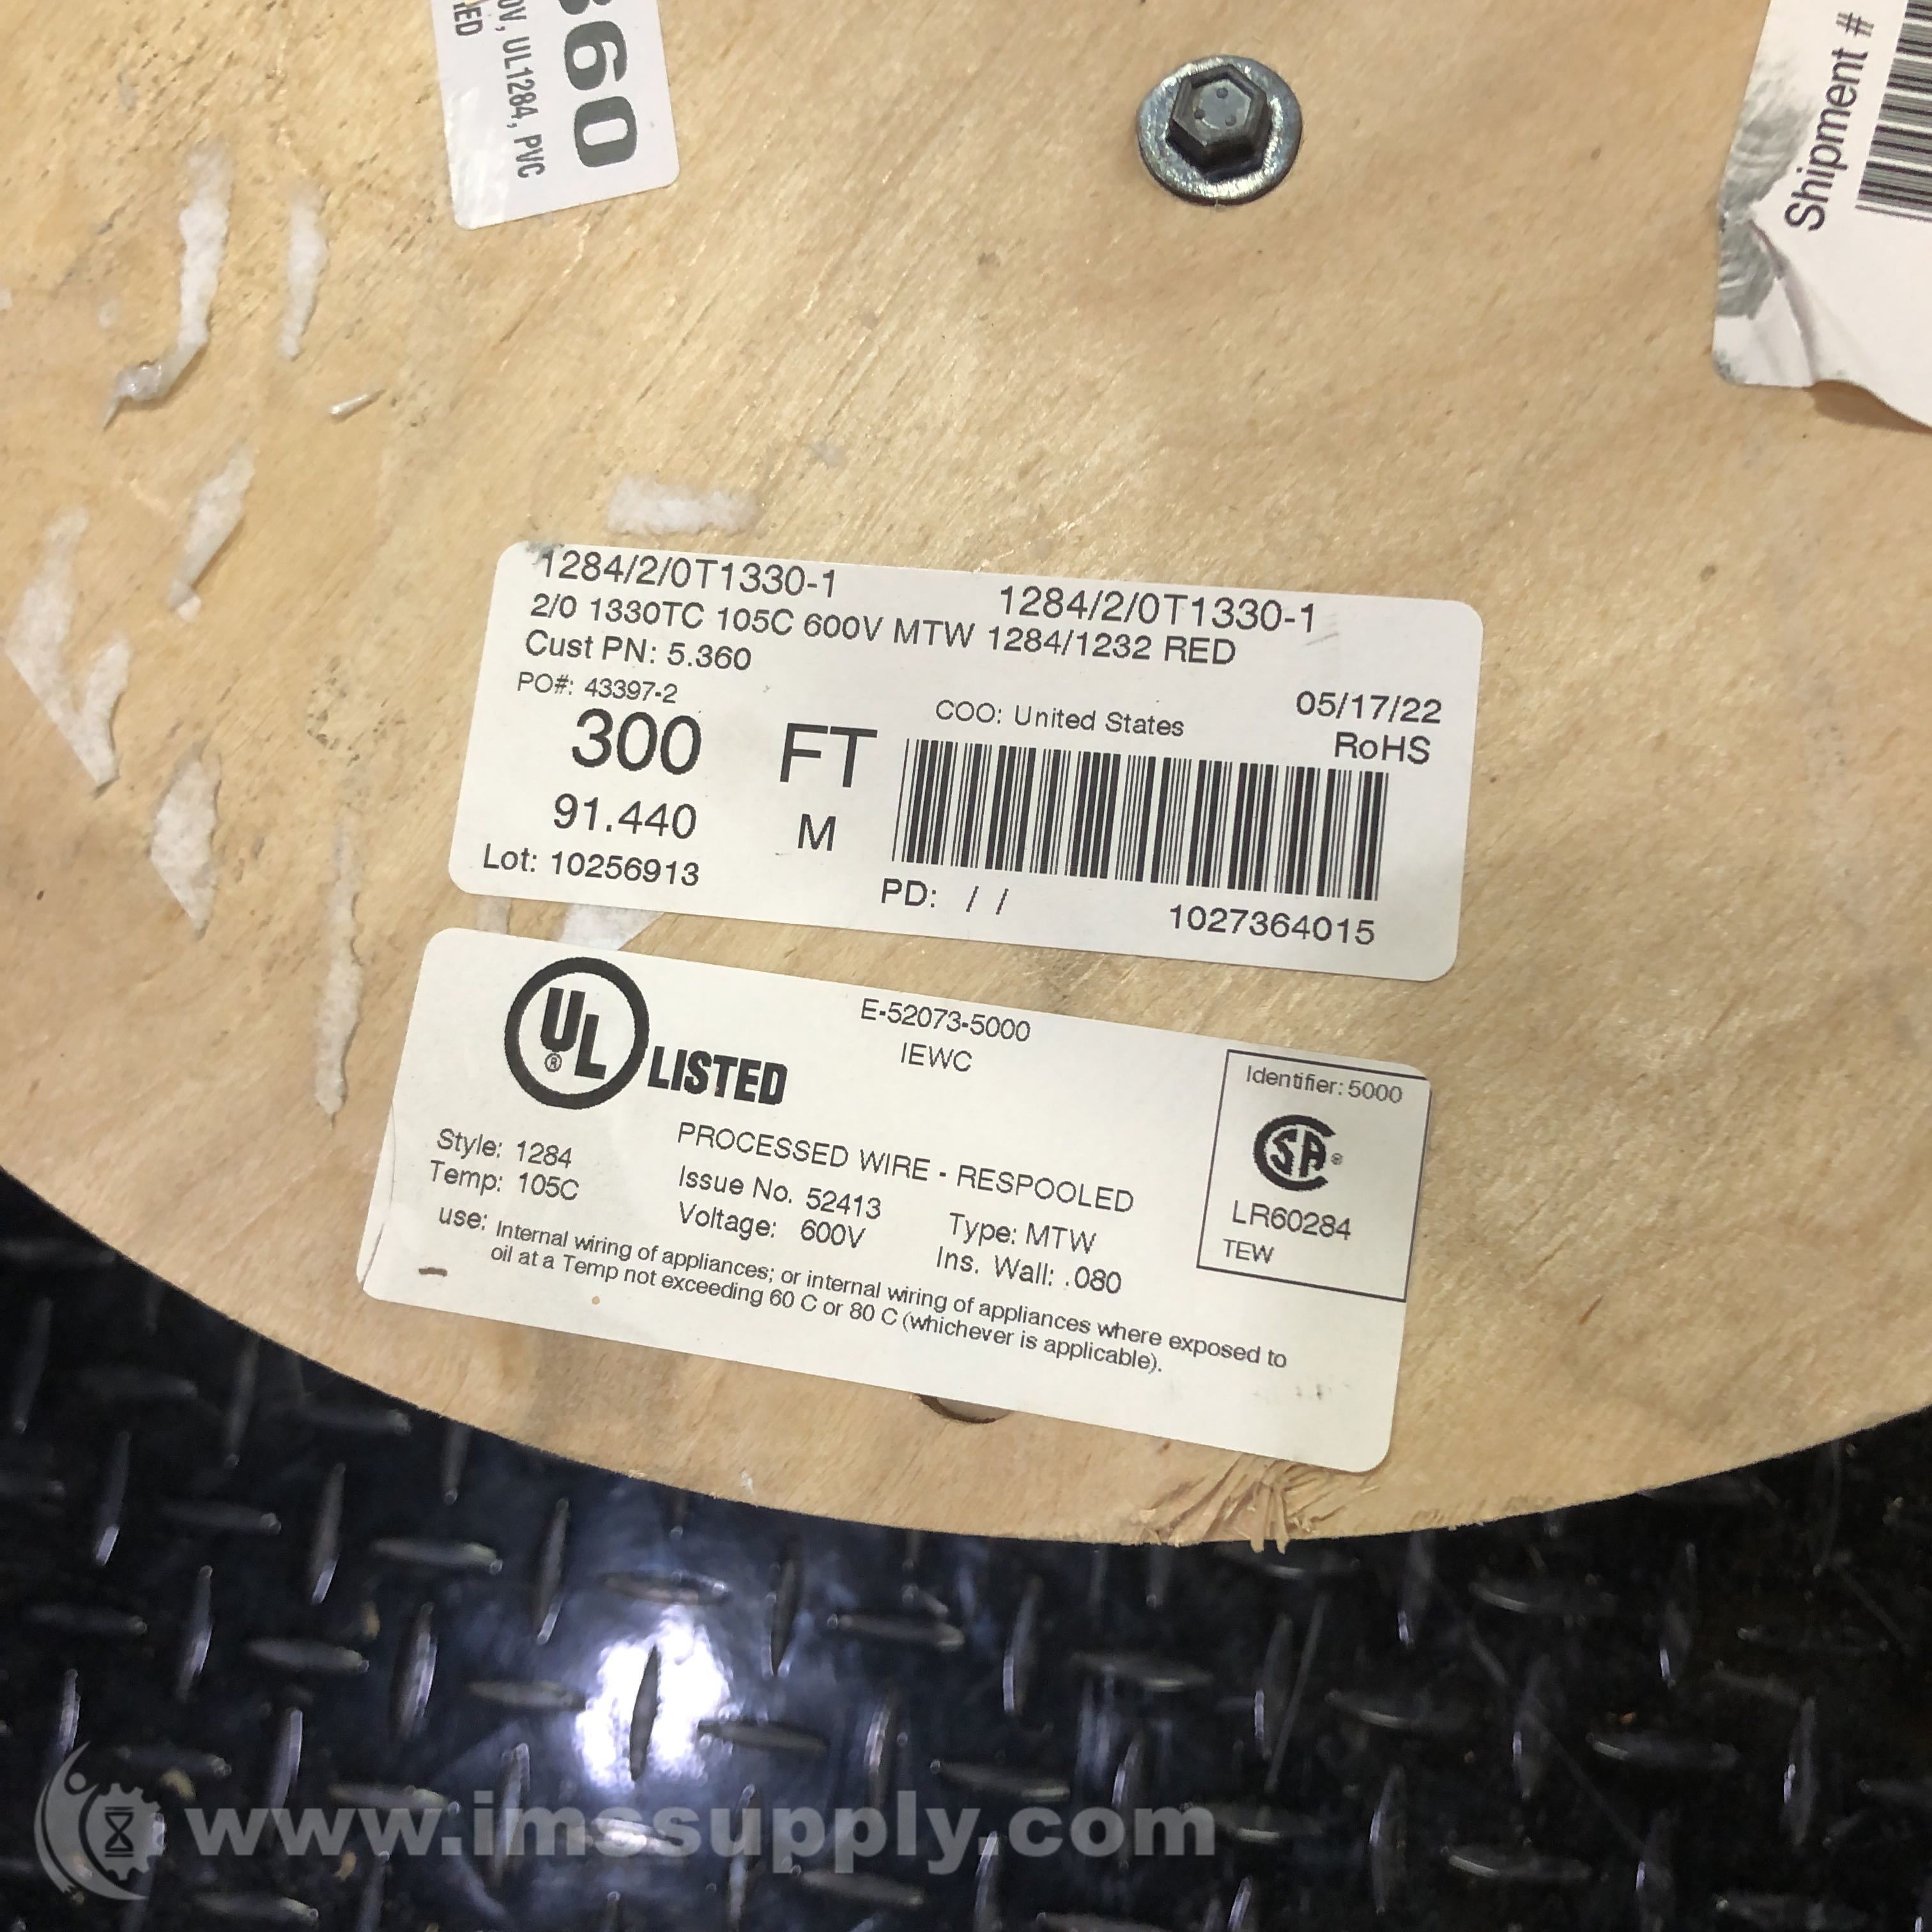 360
0V, UL1284, PVC
RED
Shipment #
1284/2/0T1330-1 1284/2/0T1330-1
2/0 1330TC 105C 600V MTW 1284/1232 RED
Cust PN: 5.360
PO#: 43397-2
COO: United States 05/17/22
300 FT RoHS
91.440 M
Lot: 10256913 PD: / / 1027364015
UL ® LISTED
E-52073-5000
IEWC
Identifier: 5000
SA ®
LR60284
TEW
PROCESSED WIRE - RESPOOLED
Style: 1284 Issue No. 52413 Type: MTW
Temp: 105C Voltage: 600V Ins. Wall: .080
use: Internal wiring of appliances; or internal wiring of appliances where exposed to
oil at a Temp not exceeding 60 C or 80 C (whichever is applicable).
www.imssupply.com